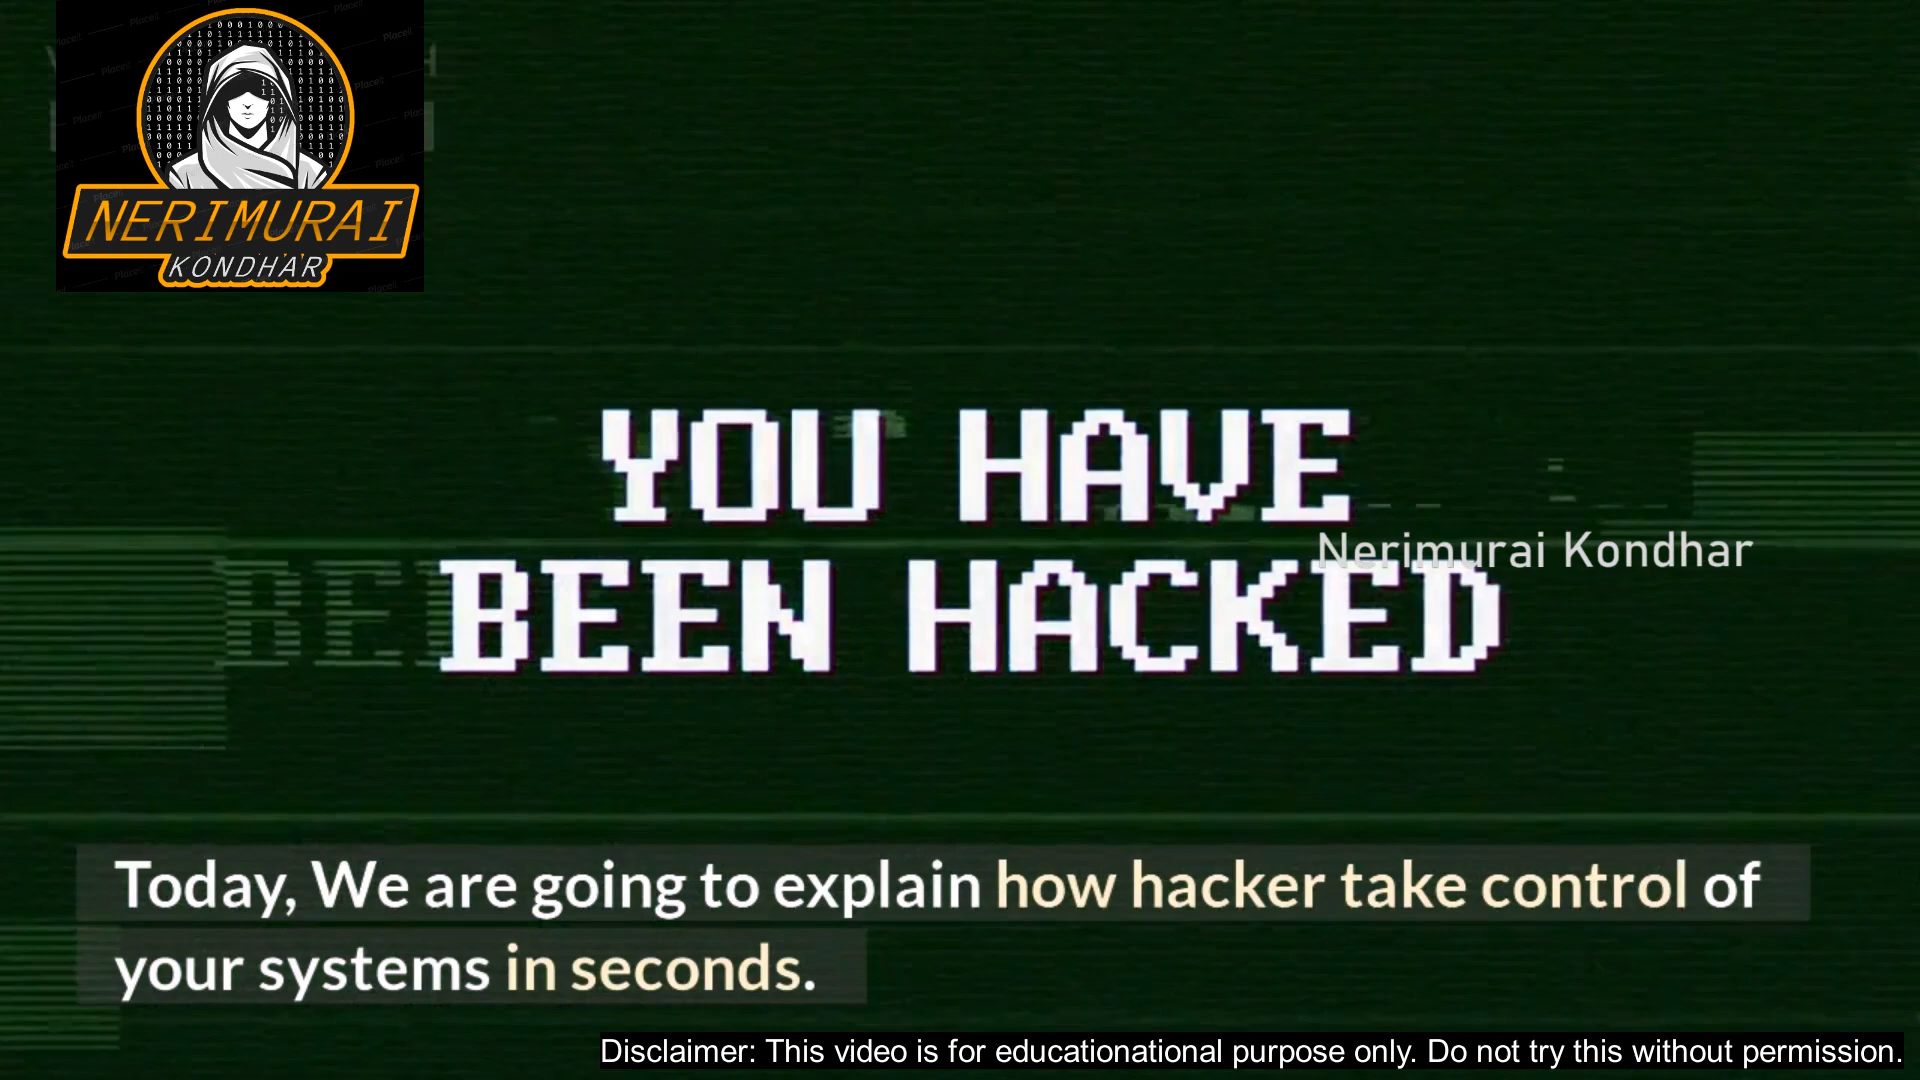 NERIMURAI
KONDHAR
YOU HAVE
Nerimurai Kondhar
BEEN HACKED
Today, We are going to explain how hacker take control of
your systems in seconds.
Disclaimer: This video is for educationational purpose only. Do not try this without permission.